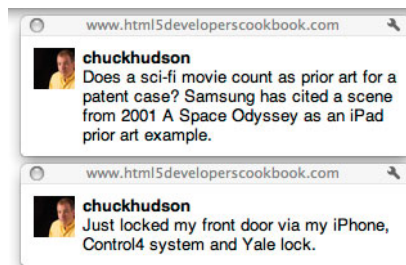 www.html5developerscookbook.com
chuckhudson
Does a sci-fi movie count as prior art for a
patent case? Samsung has cited a scene
from 2001 A Space Odyssey as an iPad
prior art example.
www.html5developerscookbook.com
chuckhudson
Just locked my front door via my iPhone,
Control4 system and Yale lock.